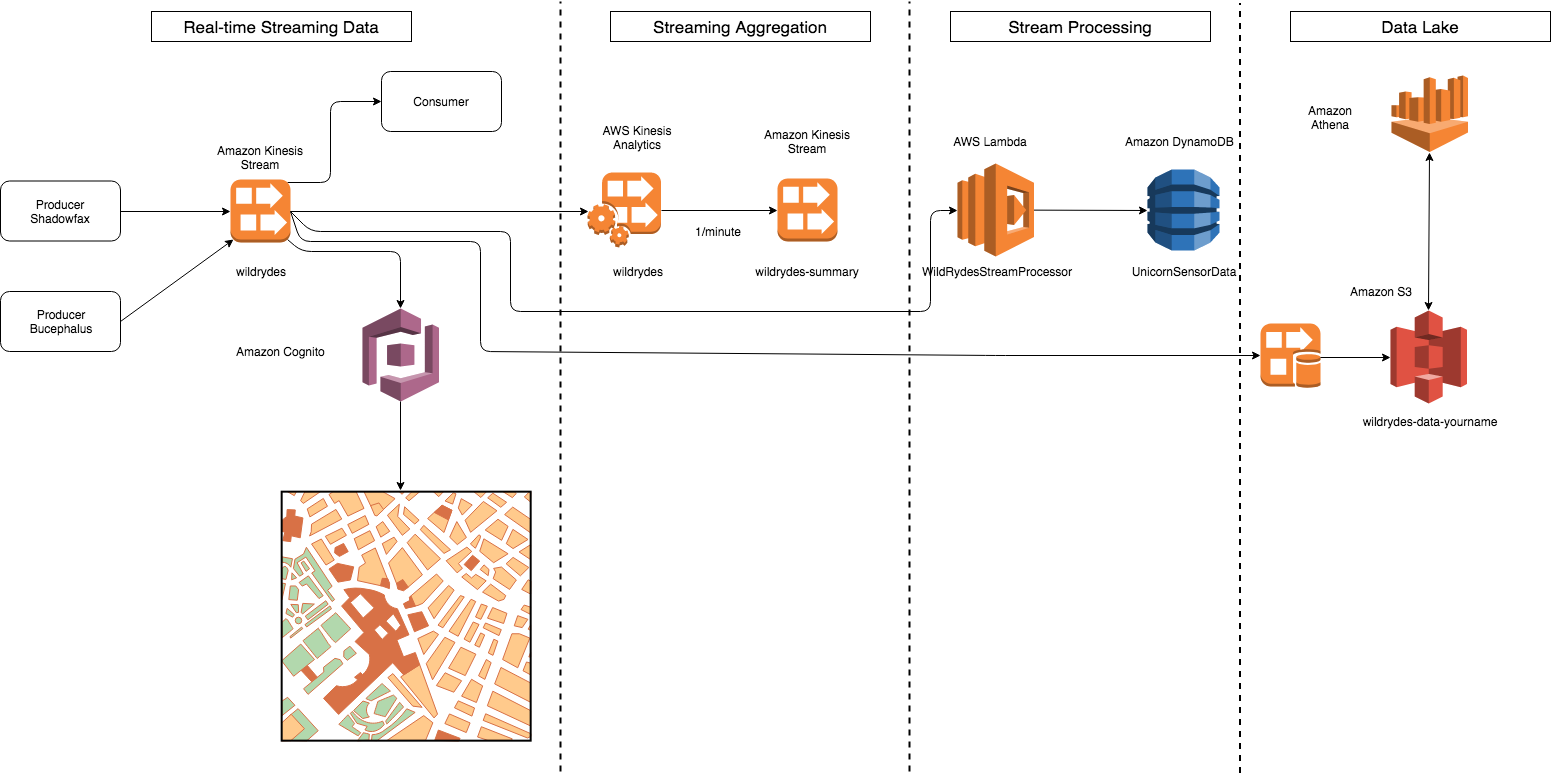 Real-time Streaming Data
Streaming Aggregation
Stream Processing
Data Lake
Consumer
Amazon Kinesis
Stream
Producer
Shadowfax
wildrydes
Producer
Bucephalus
Amazon Cognito
AWS Kinesis
Analytics
Amazon Kinesis
Stream
1/minute
wildrydes
wildrydes-summary
AWS Lambda
Amazon DynamoDB
WildRydesStreamProcessor
UnicornSensorData
Amazon
Athena
Amazon S3
wildrydes-data-yourname